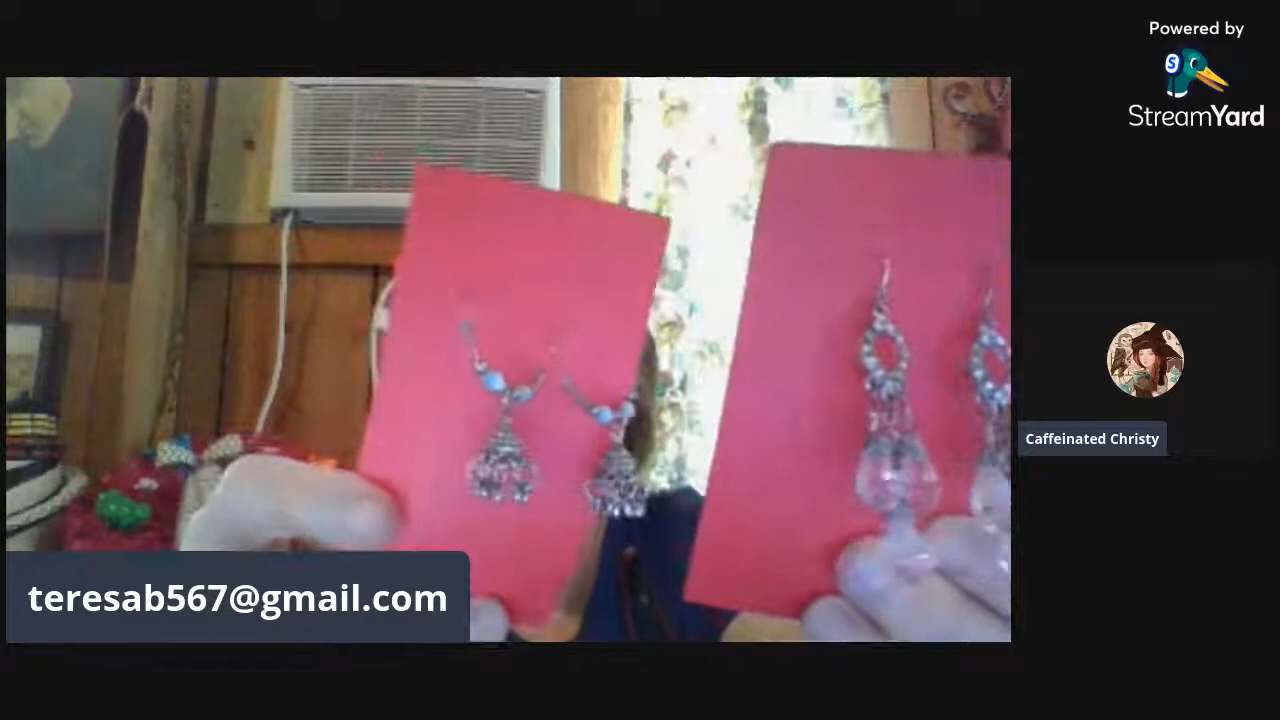 Powered by
S
StreamYard
Caffeinated Christy
teresab567@gmail.com